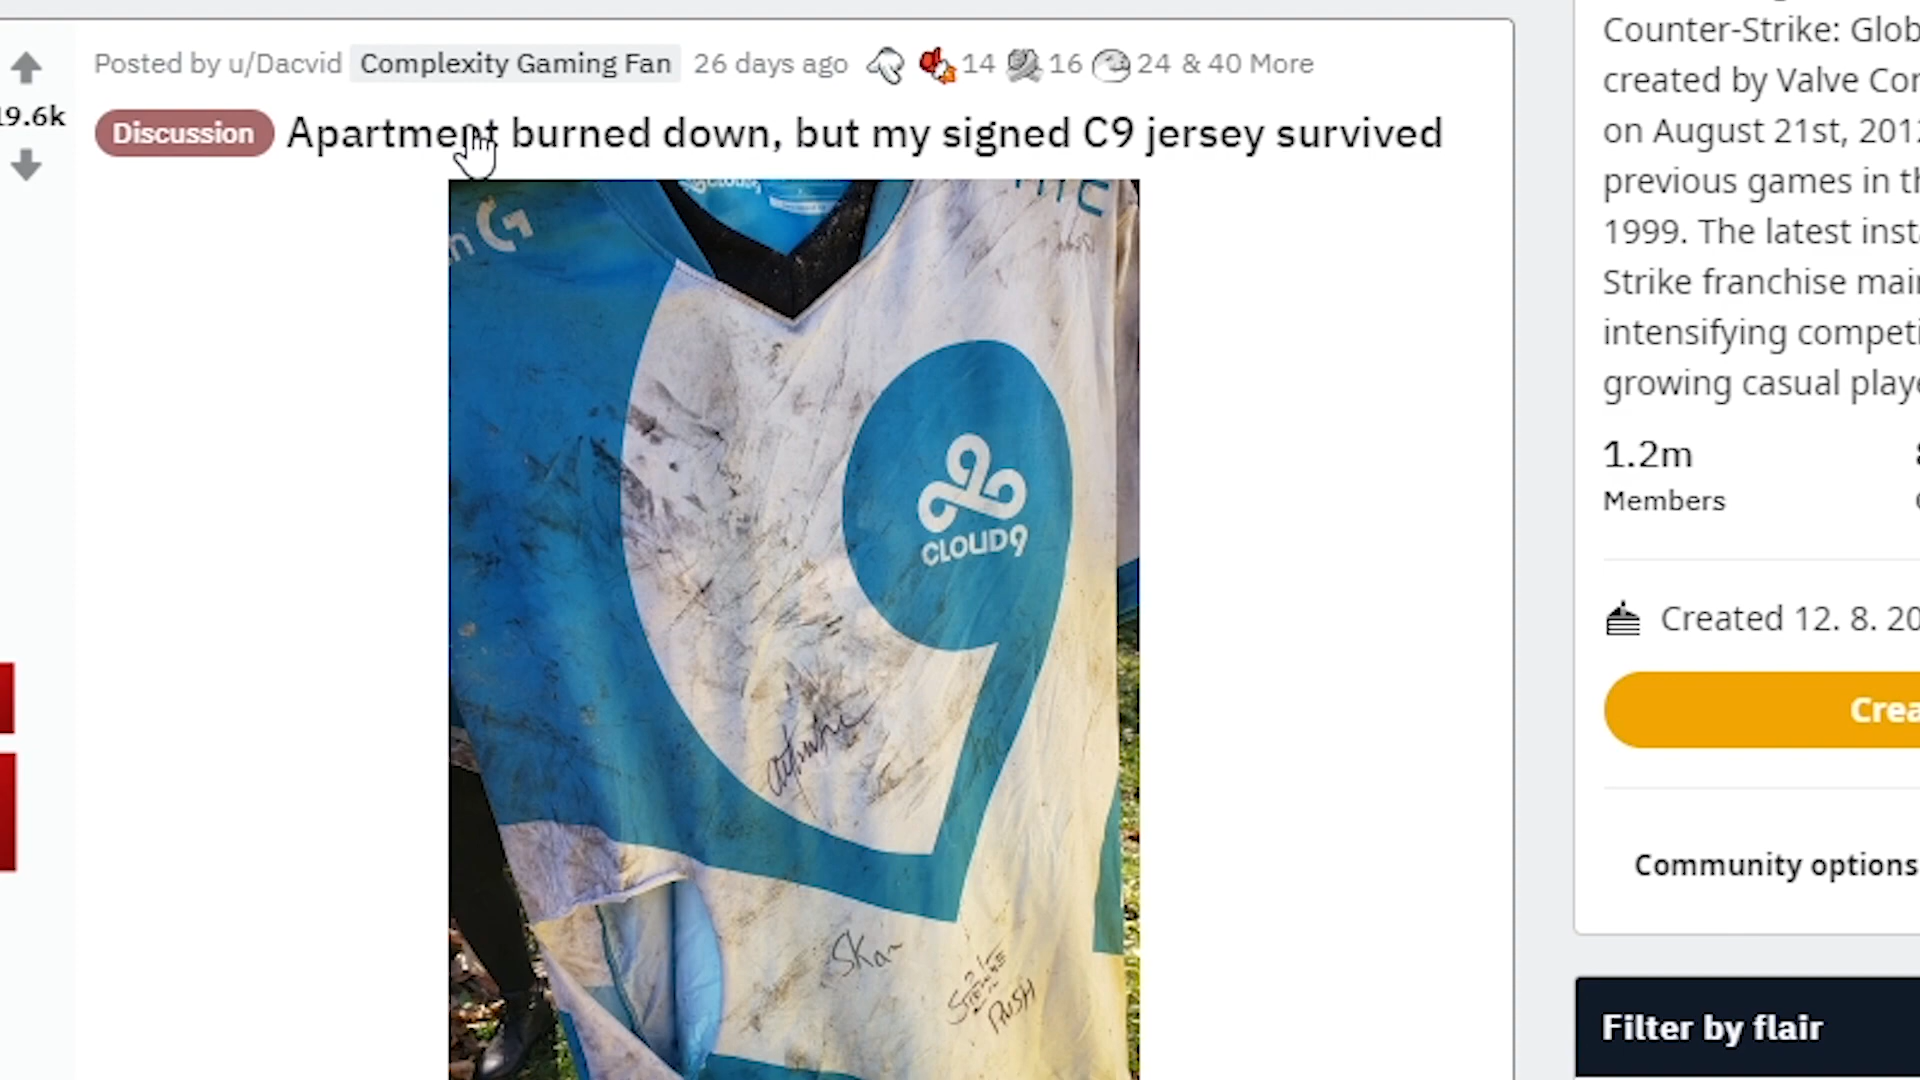 Posted by u/Dacvid Complexity Gaming Fan 26 days ago 14 16 24 & 40 More
19.6k
Discussion Apartment burned down, but my signed C9 jersey survived
G
CLOUD9
Skan
RUSH
Counter-Strike: Glob
created by Valve Cor
on August 21st, 201
previous games in th
1999. The latest inst
Strike franchise mai
intensifying competi
growing casual play
1.2m
Members
Created 12. 8. 20
Crea
Community options
Filter by flair